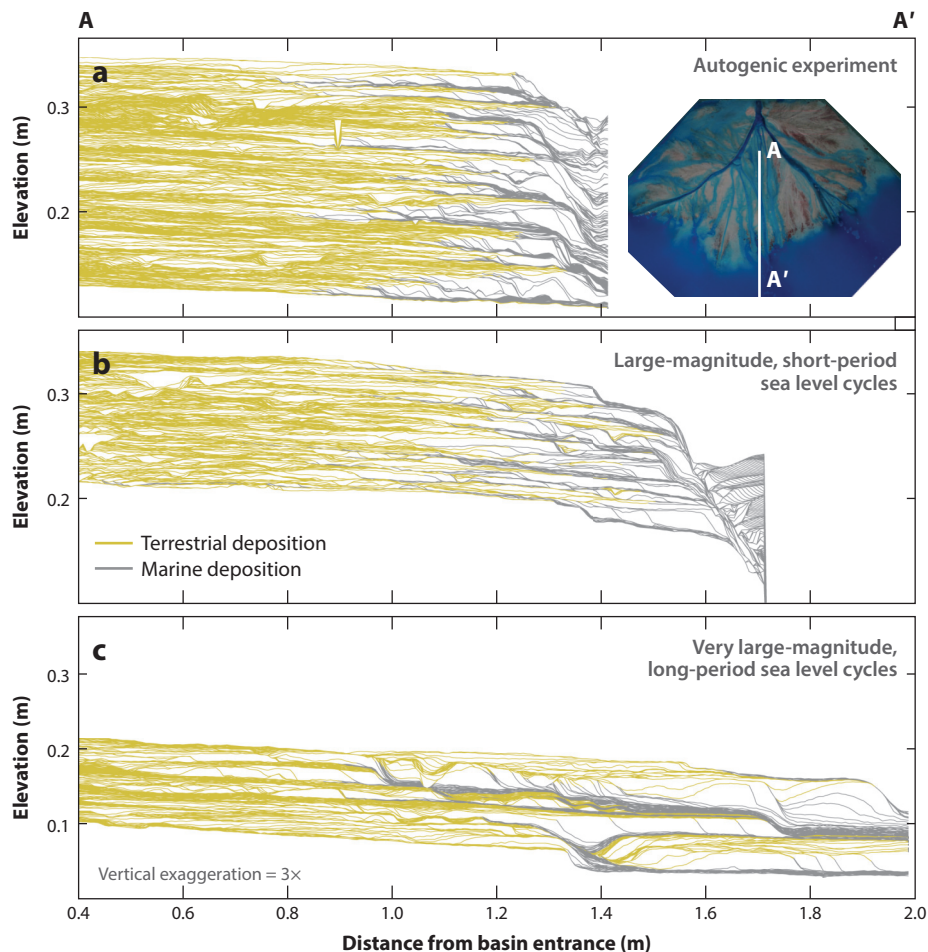 A
A′
a
Autogenic experiment
0.3
0.2
Elevation (m)
A
A′
b
Large-magnitude, short-period
sea level cycles
0.3
0.2
Elevation (m)
Terrestrial deposition
Marine deposition
c
Very large-magnitude,
long-period sea level cycles
0.3
0.2
0.1
Elevation (m)
Vertical exaggeration = 3×
0.4
0.6
0.8
1.0
1.2
1.4
1.6
1.8
2.0
Distance from basin entrance (m)